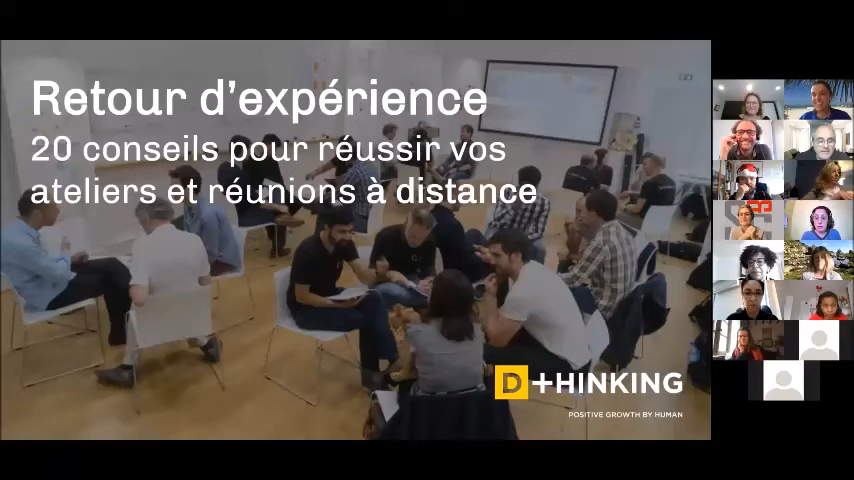 Retour d'expérience
20 conseils pour réussir vos
ateliers et réunions à distance
D +HINKING
POSITIVE GROWTH BY HUMAN